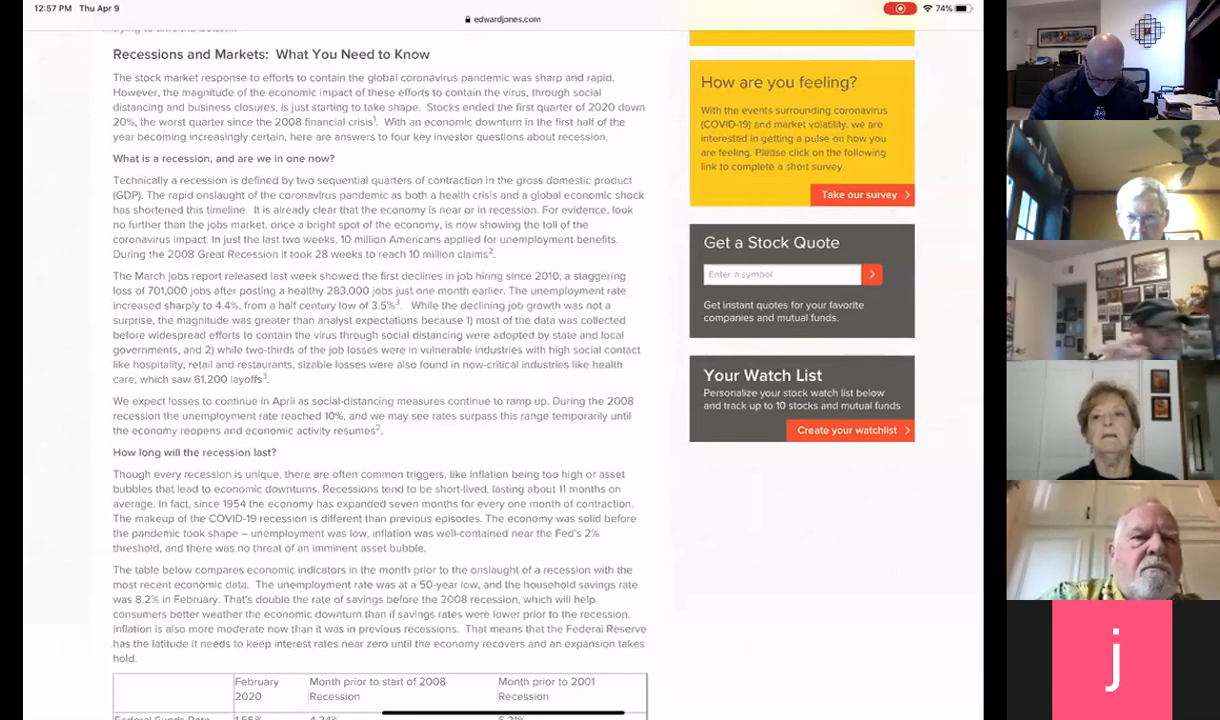 12:57 PM Thu Apr 9
74%
edwardjones.com
Recessions and Markets: What You Need to Know
The stock market response to efforts to contain the global coronavirus pandemic was sharp and rapid.
However, the magnitude of the economic impact of these efforts to contain the virus, through social
distancing and business closures, is just starting to take shape. Stocks ended the first quarter of 2020 down
20%, the worst quarter since the 2008 financial crisis¹. With an economic downturn in the first half of the
year becoming increasingly certain, here are answers to four key investor questions about recession.
What is a recession, and are we in one now?
Technically a recession is defined by two sequential quarters of contraction in the gross domestic product
(GDP). The rapid onslaught of the coronavirus pandemic as both a health crisis and a global economic shock
has shortened this timeline. It is already clear that the economy is near or in recession. For evidence, look
no further than the jobs market, once a bright spot of the economy, is now showing the toll of the
coronavirus impact. In just the last two weeks, 10 million Americans applied for unemployment benefits.
During the 2008 Great Recession it took 28 weeks to reach 10 million claims².
The March jobs report released last week showed the first declines in job hiring since 2010, a staggering
loss of 701,000 jobs after posting a healthy 283,000 jobs just one month earlier. The unemployment rate
increased sharply to 4.4%, from a half century low of 3.5%³. While the declining job growth was not a
surprise, the magnitude was greater than analyst expectations because 1) most of the data was collected
before widespread efforts to contain the virus through social distancing were adopted by state and local
governments, and 2) while two-thirds of the job losses were in vulnerable industries with high social contact
like hospitality, retail and restaurants, sizable losses were also found in now-critical industries like health
care, which saw 61,200 layoffs³.
We expect losses to continue in April as social-distancing measures continue to ramp up. During the 2008
recession the unemployment rate reached 10%, and we may see rates surpass this range temporarily until
the economy reopens and economic activity resumes².
How long will the recession last?
Though every recession is unique, there are often common triggers, like inflation being too high or asset
bubbles that lead to economic downturns. Recessions tend to be short-lived, lasting about 11 months on
average. In fact, since 1954 the economy has expanded seven months for every one month of contraction.
The makeup of the COVID-19 recession is different than previous episodes. The economy was solid before
the pandemic took shape – unemployment was low, inflation was well-contained near the Fed's 2%
threshold, and there was no threat of an imminent asset bubble.
The table below compares economic indicators in the month prior to the onslaught of a recession with the
most recent economic data. The unemployment rate was at a 50-year low, and the household savings rate
was 8.2% in February. That's double the rate of savings before the 2008 recession, which will help
consumers better weather the economic downturn than if savings rates were lower prior to the recession.
Inflation is also more moderate now than it was in previous recessions. That means that the Federal Reserve
has the latitude it needs to keep interest rates near zero until the economy recovers and an expansion takes
hold.
February 2020
Month prior to start of 2008 Recession
Month prior to 2001 Recession
Federal Funds Rate 1.55% 4.24% 5.31%
How are you feeling?
With the events surrounding coronavirus
(COVID-19) and market volatility, we are
interested in getting a pulse on how you
are feeling. Please click on the following
link to complete a short survey.
Take our survey
Get a Stock Quote
Enter a symbol
Get instant quotes for your favorite
companies and mutual funds.
Your Watch List
Personalize your stock watch list below
and track up to 10 stocks and mutual funds
Create your watchlist
j